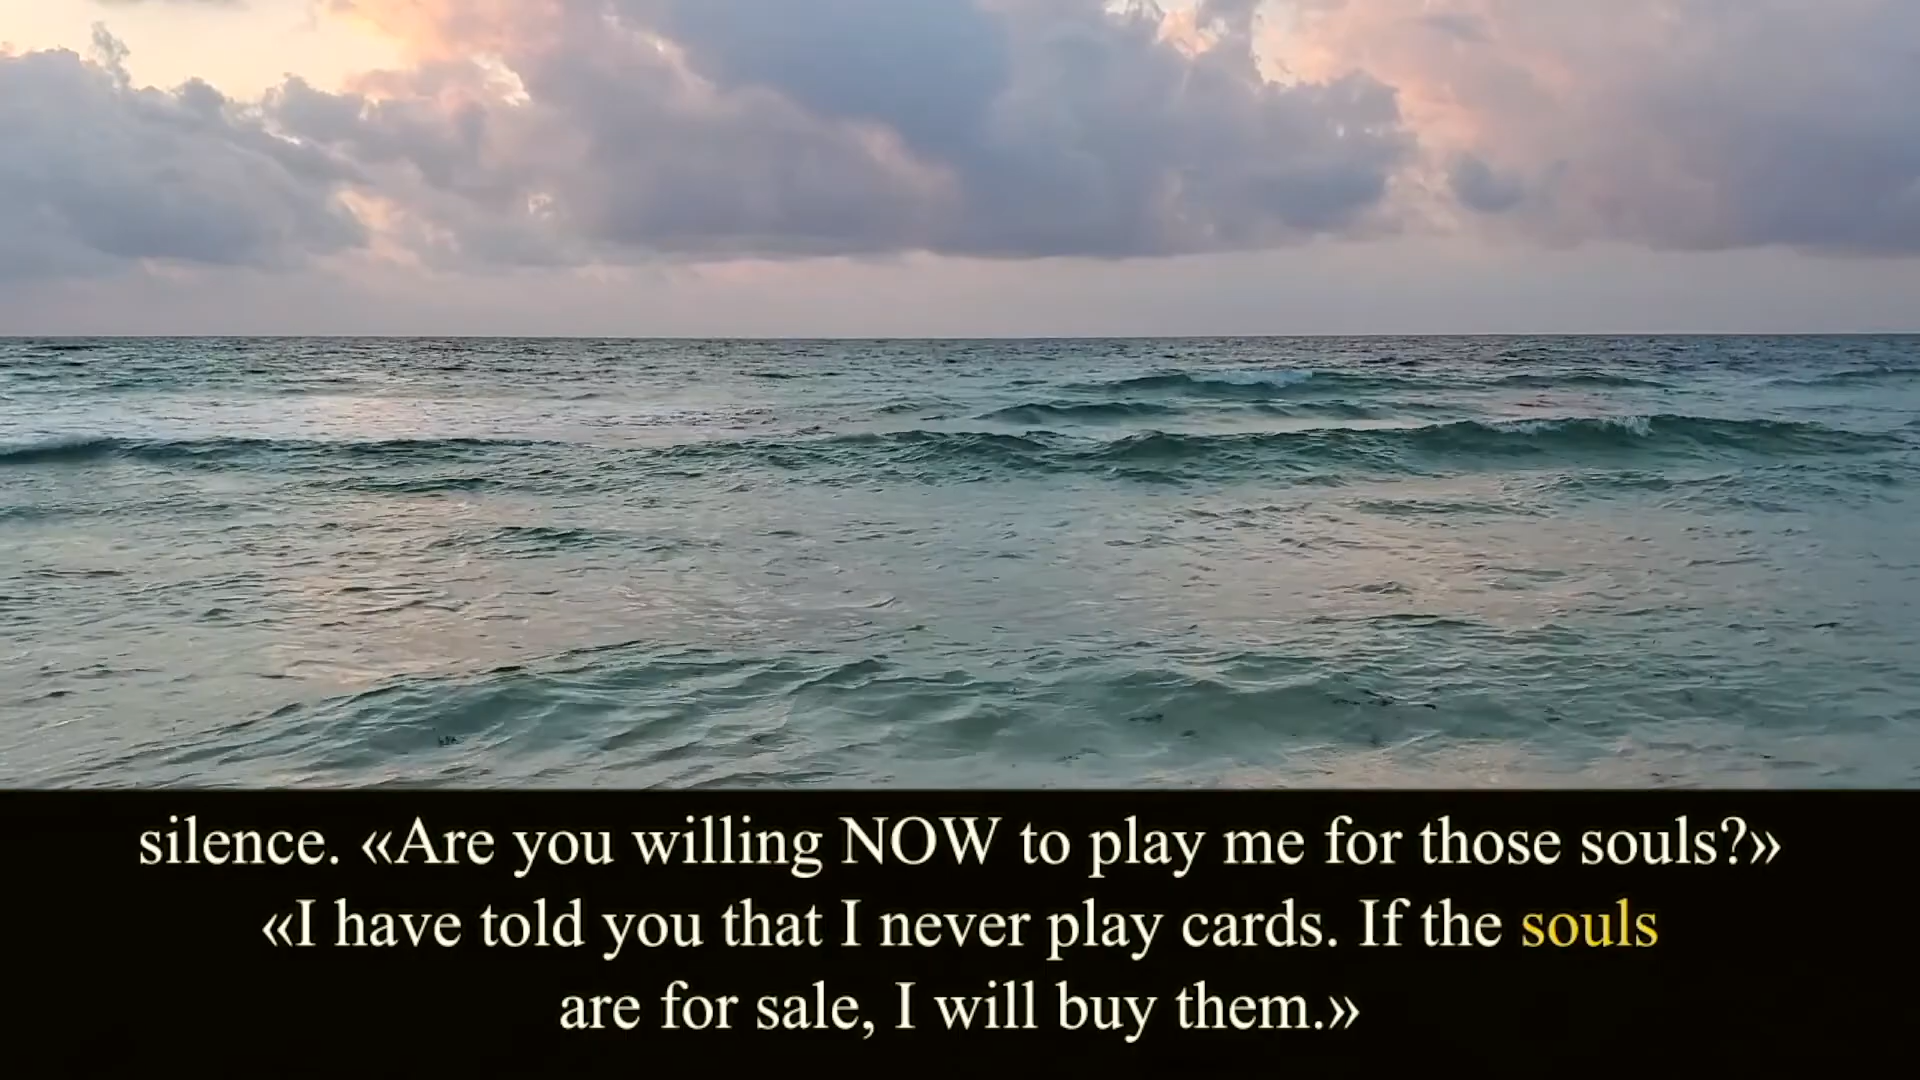 silence. «Are you willing NOW to play me for those souls?»
«I have told you that I never play cards. If the souls
are for sale, I will buy them.»